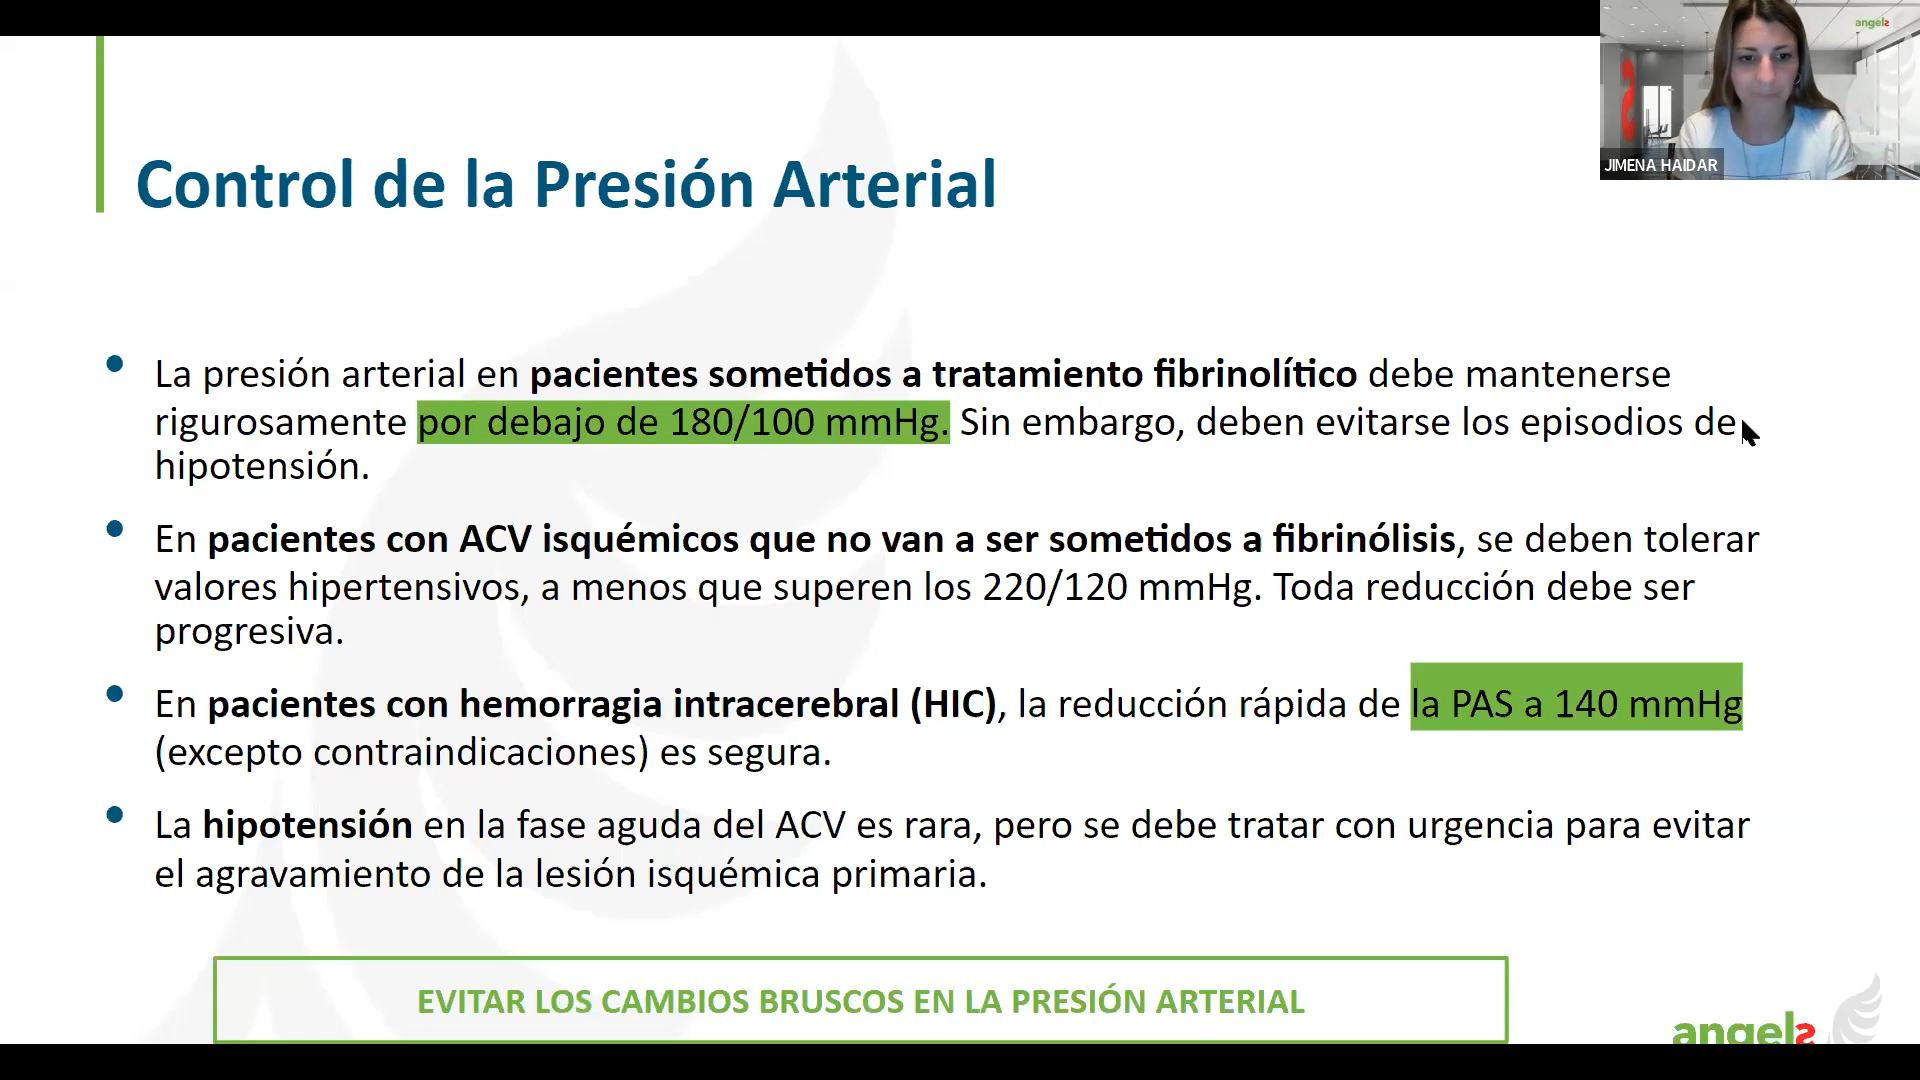 angels
JIMENA HAIDAR
Control de la Presión Arterial
La presión arterial en pacientes sometidos a tratamiento fibrinolítico debe mantenerse
rigurosamente por debajo de 180/100 mmHg. Sin embargo, deben evitarse los episodios de
hipotensión.
En pacientes con ACV isquémicos que no van a ser sometidos a fibrinólisis, se deben tolerar
valores hipertensivos, a menos que superen los 220/120 mmHg. Toda reducción debe ser
progresiva.
En pacientes con hemorragia intracerebral (HIC), la reducción rápida de la PAS a 140 mmHg
(excepto contraindicaciones) es segura.
La hipotensión en la fase aguda del ACV es rara, pero se debe tratar con urgencia para evitar
el agravamiento de la lesión isquémica primaria.
EVITAR LOS CAMBIOS BRUSCOS EN LA PRESIÓN ARTERIAL
angels